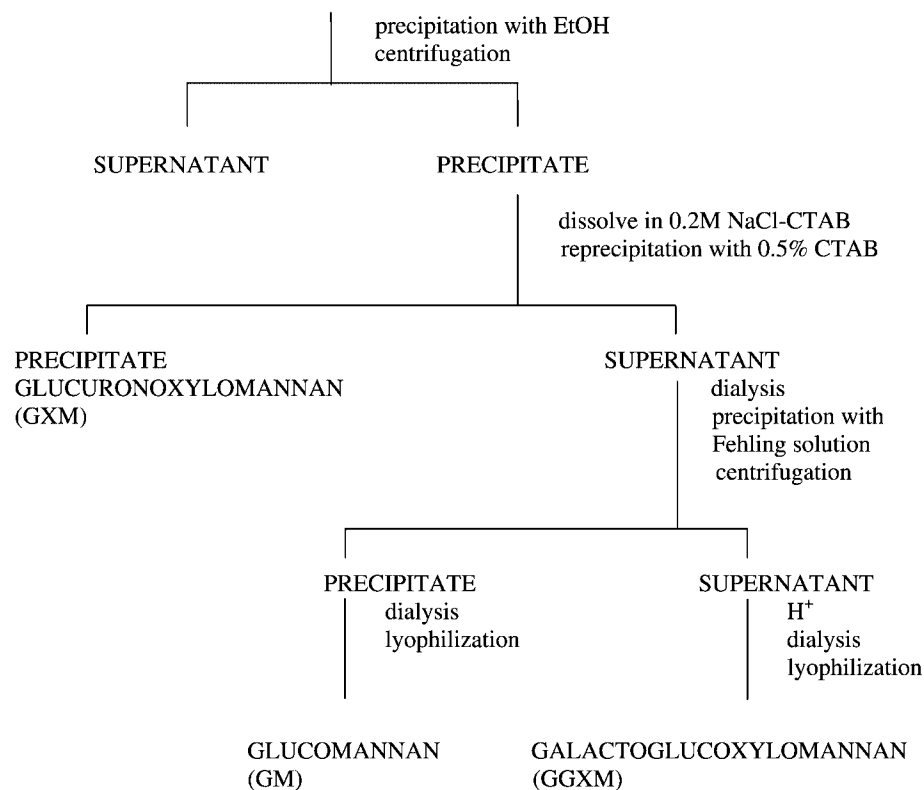 precipitation with EtOH
centrifugation
SUPERNATANT
PRECIPITATE
dissolve in 0.2M NaCl-CTAB
reprecipitation with 0.5% CTAB
PRECIPITATE
GLUCURONOXYLOMANNAN
(GXM)
SUPERNATANT
dialysis
precipitation with
Fehling solution
centrifugation
PRECIPITATE
dialysis
lyophilization
SUPERNATANT
H⁺
dialysis
lyophilization
GLUCOMANNAN
(GM)
GALACTOGLUCOXYLOMANNAN
(GGXM)